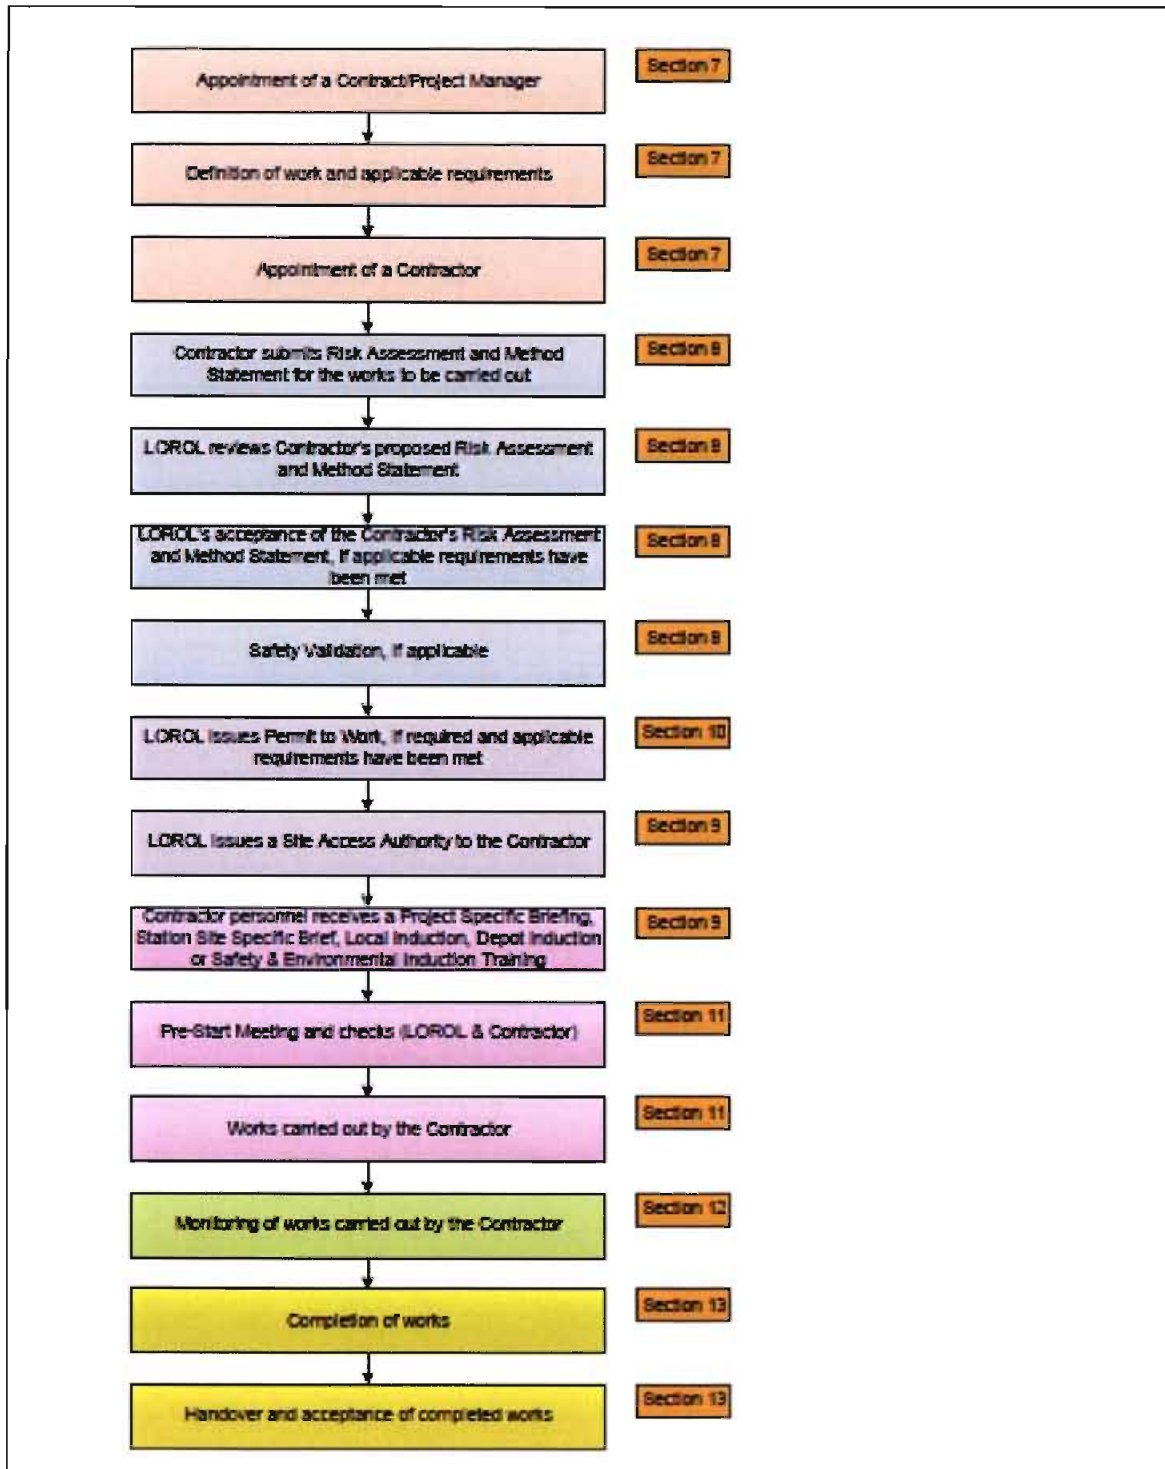 Appointment of a Contract/Project Manager
Section 7
Definition of work and applicable requirements
Section 7
Appointment of a Contractor
Section 7
Contractor submits Risk Assessment and Method
Statement for the works to be carried out
Section 8
LOROL reviews Contractor's proposed Risk Assessment
and Method Statement
Section 8
LOROL's acceptance of the Contractor's Risk Assessment
and Method Statement, if applicable requirements have
been met
Section 8
Safety Validation, if applicable
Section 8
LOROL issues Permit to Work, if required and applicable
requirements have been met
Section 10
LOROL issues a Site Access Authority to the Contractor
Section 9
Contractor personnel receives a Project Specific Briefing,
Station Site Specific Brief, Local Induction, Depot Induction
or Safety & Environmental Induction Training
Section 9
Pre-Start Meeting and checks (LOROL & Contractor)
Section 11
Works carried out by the Contractor
Section 11
Monitoring of works carried out by the Contractor
Section 12
Completion of works
Section 13
Handover and acceptance of completed works
Section 13